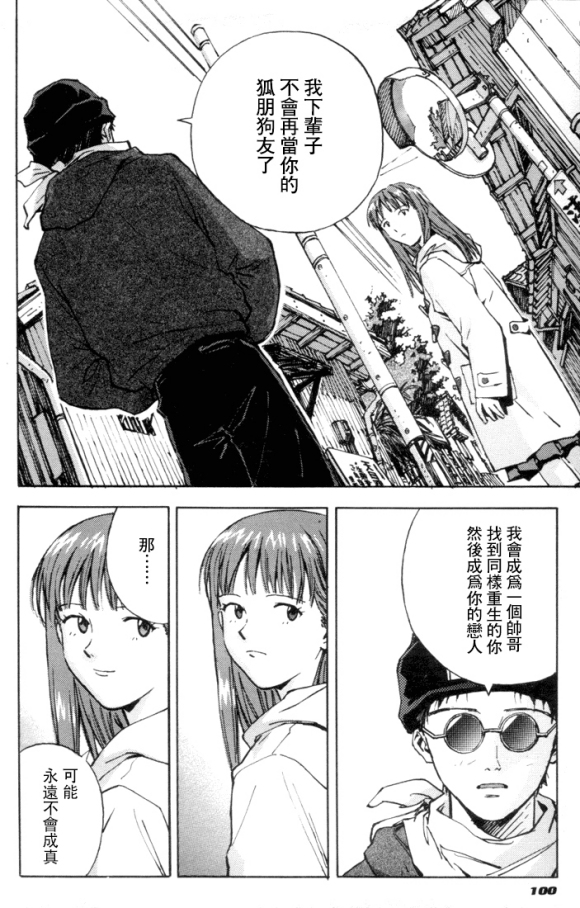 我下輩子
不會再當你的
狐朋狗友了
我會成爲一個帥哥
找到同樣重生的你
然後成爲你的戀人
那……
可能
永遠不會成真
100